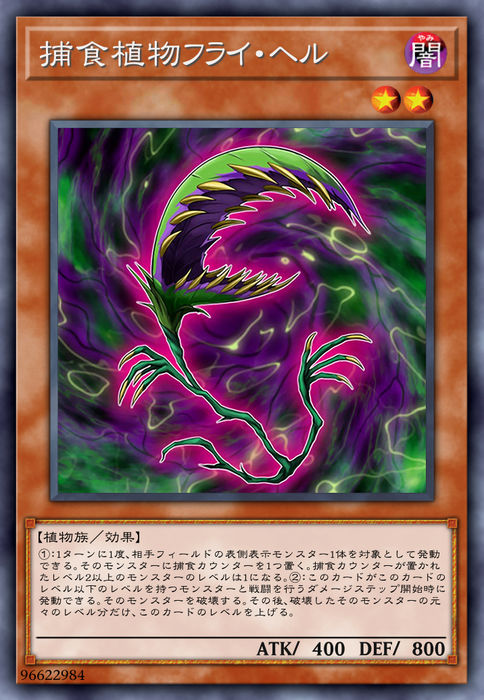 捕食植物フライ・ヘル
やみ
闇
【植物族／効果】
①：1ターンに1度、相手フィールドの表側表示モンスター1体を対象として発動
できる。そのモンスターに捕食カウンターを1つ置く。捕食カウンターが置かれ
たレベル2以上のモンスターのレベルは1になる。②：このカードがこのカードの
レベル以下のレベルを持つモンスターと戦闘を行うダメージステップ開始時に
発動できる。そのモンスターを破壊する。その後、破壊したそのモンスターの元
々のレベル分だけ、このカードのレベルを上げる。
ATK/ 400 DEF/ 800
96622984